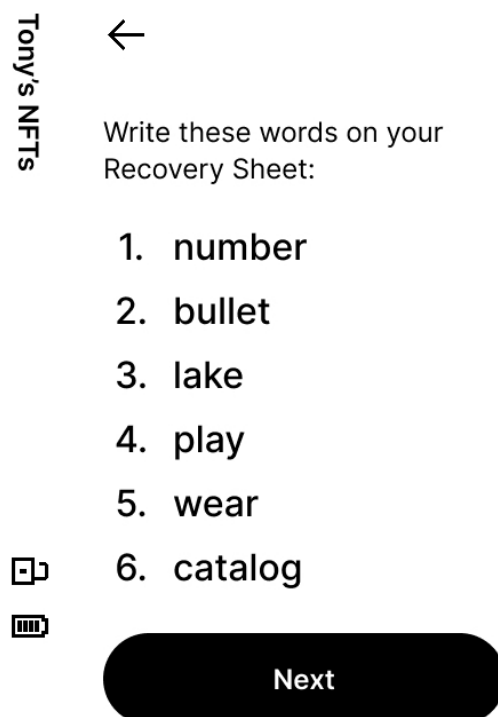 Tony's NFTs
Write these words on your
Recovery Sheet:
1. number
2. bullet
3. lake
4. play
5. wear
6. catalog
Next